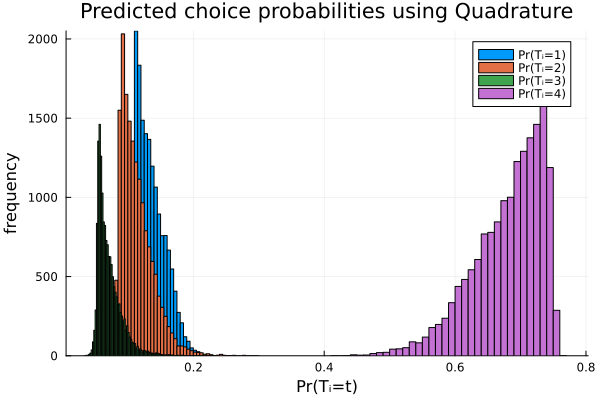 Predicted choice probabilities using Quadrature
2000
1500
1000
500
0
frequency
Pr(Tᵢ=1)
Pr(Tᵢ=2)
Pr(Tᵢ=3)
Pr(Tᵢ=4)
0.2
0.4
0.6
0.8
Pr(Tᵢ=t)